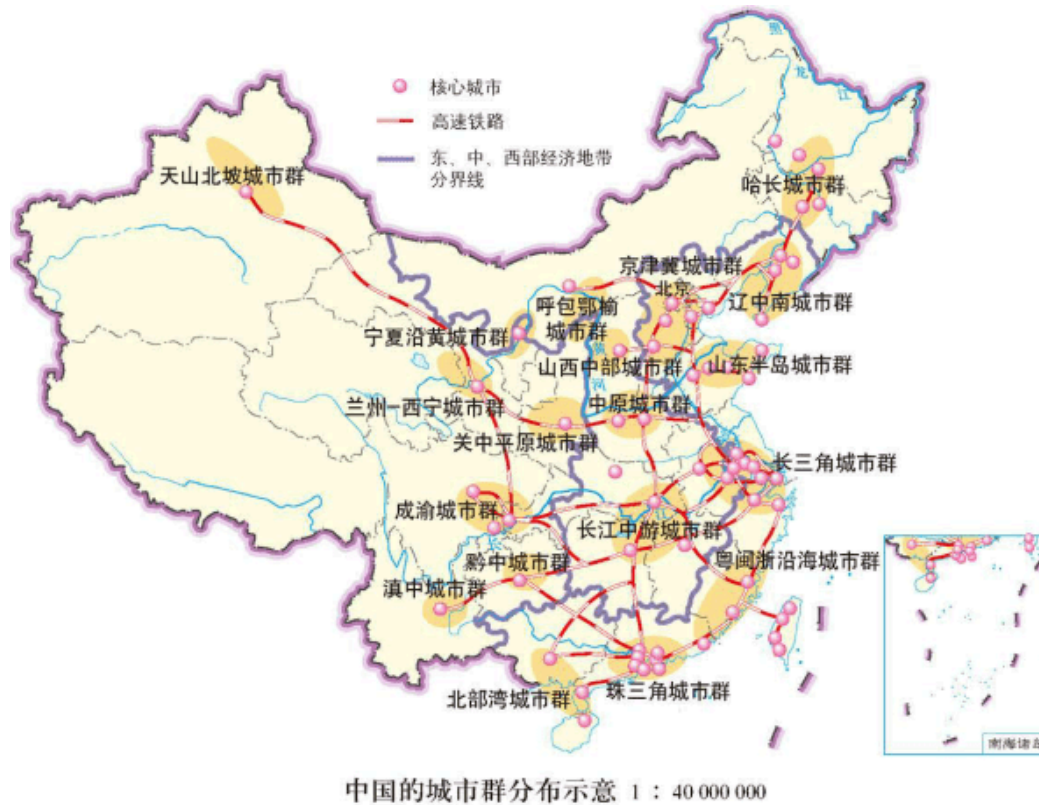 黑
龙
江
核心城市
高速铁路
东、中、西部经济地带
分界线
天山北坡城市群
哈长城市群
京津冀城市群
北京
辽中南城市群
呼包鄂榆
城市群
宁夏沿黄城市群
黄
河
山西中部城市群
山东半岛城市群
兰州-西宁城市群
中原城市群
关中平原城市群
长三角城市群
成渝城市群
长江中游城市群
黔中城市群
粤闽浙沿海城市群
滇中城市群
北部湾城市群
珠三角城市群
南海诸岛
中国的城市群分布示意 1 : 40 000 000